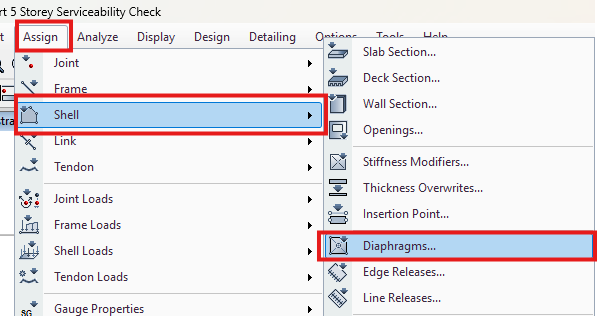 rt 5 Storey Serviceability Check
t Assign Analyze Display Design Detailing Options Tools Help
Joint
Frame
Shell
Link
Tendon
Joint Loads
Frame Loads
Shell Loads
Tendon Loads
Gauge Properties
Slab Section...
Deck Section...
Wall Section...
Openings...
Stiffness Modifiers...
Thickness Overwrites...
Insertion Point...
Diaphragms...
Edge Releases...
Line Releases...